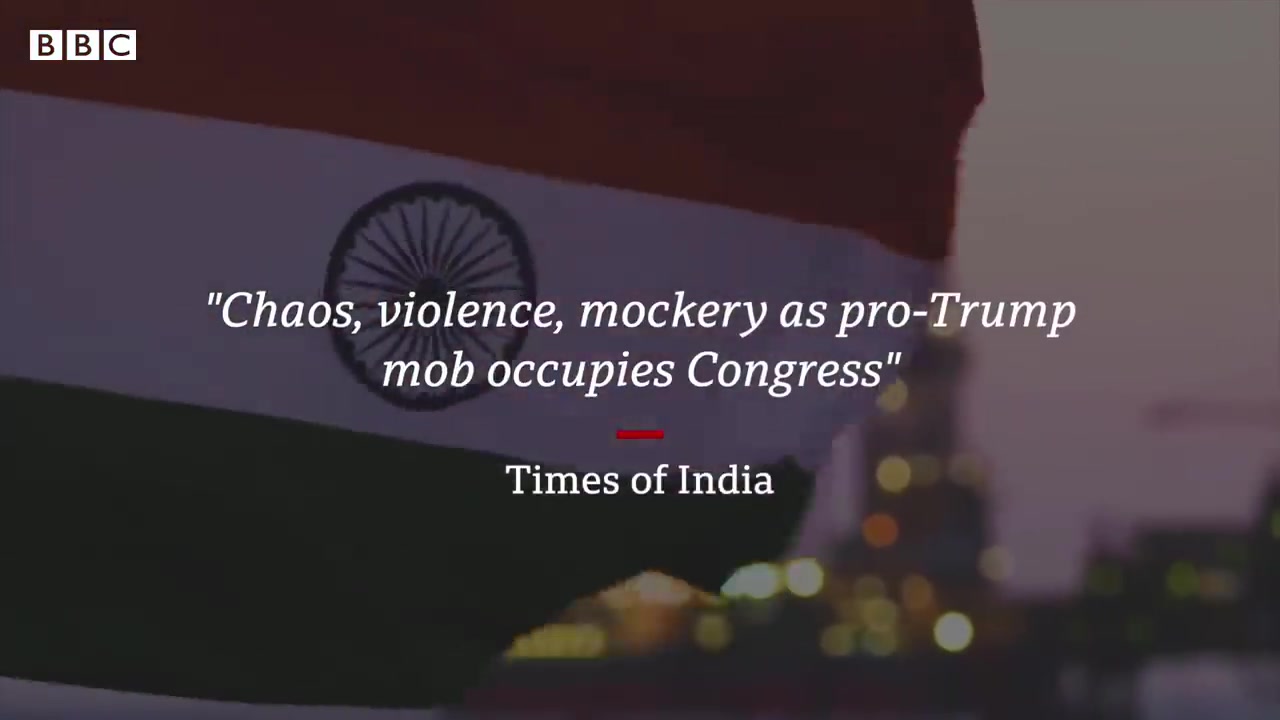 BBC
"Chaos, violence, mockery as pro-Trump
mob occupies Congress"
Times of India